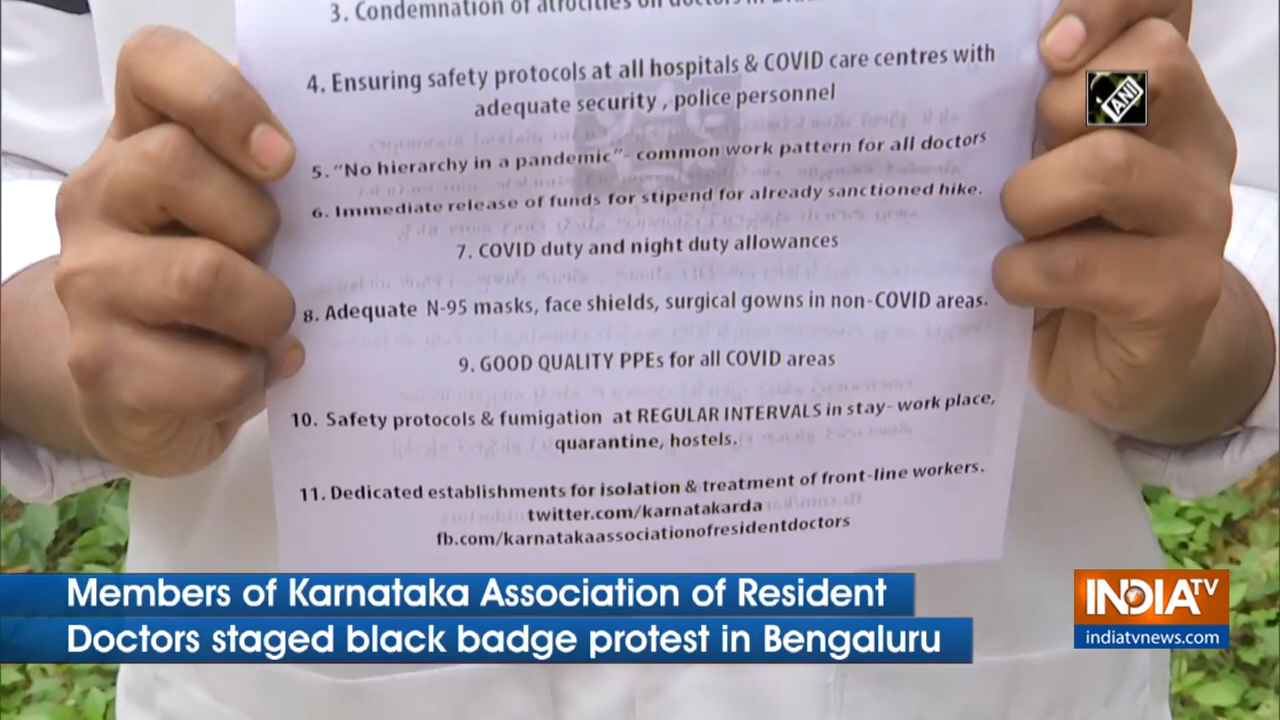 3. Condemnation of atrocities on doctors in
4. Ensuring safety protocols at all hospitals & COVID care centres with
adequate security , police personnel
5. “No hierarchy in a pandemic”- common work pattern for all doctors
6. Immediate release of funds for stipend for already sanctioned hike.
7. COVID duty and night duty allowances
8. Adequate N-95 masks, face shields, surgical gowns in non-COVID areas.
9. GOOD QUALITY PPEs for all COVID areas
10. Safety protocols & fumigation at REGULAR INTERVALS in stay- work place,
quarantine, hostels.
11. Dedicated establishments for isolation & treatment of front-line workers.
twitter.com/karnatakarda
fb.com/karnatakaassociationofresidentdoctors
ANI
Members of Karnataka Association of Resident
Doctors staged black badge protest in Bengaluru
INDIA TV
indiatvnews.com